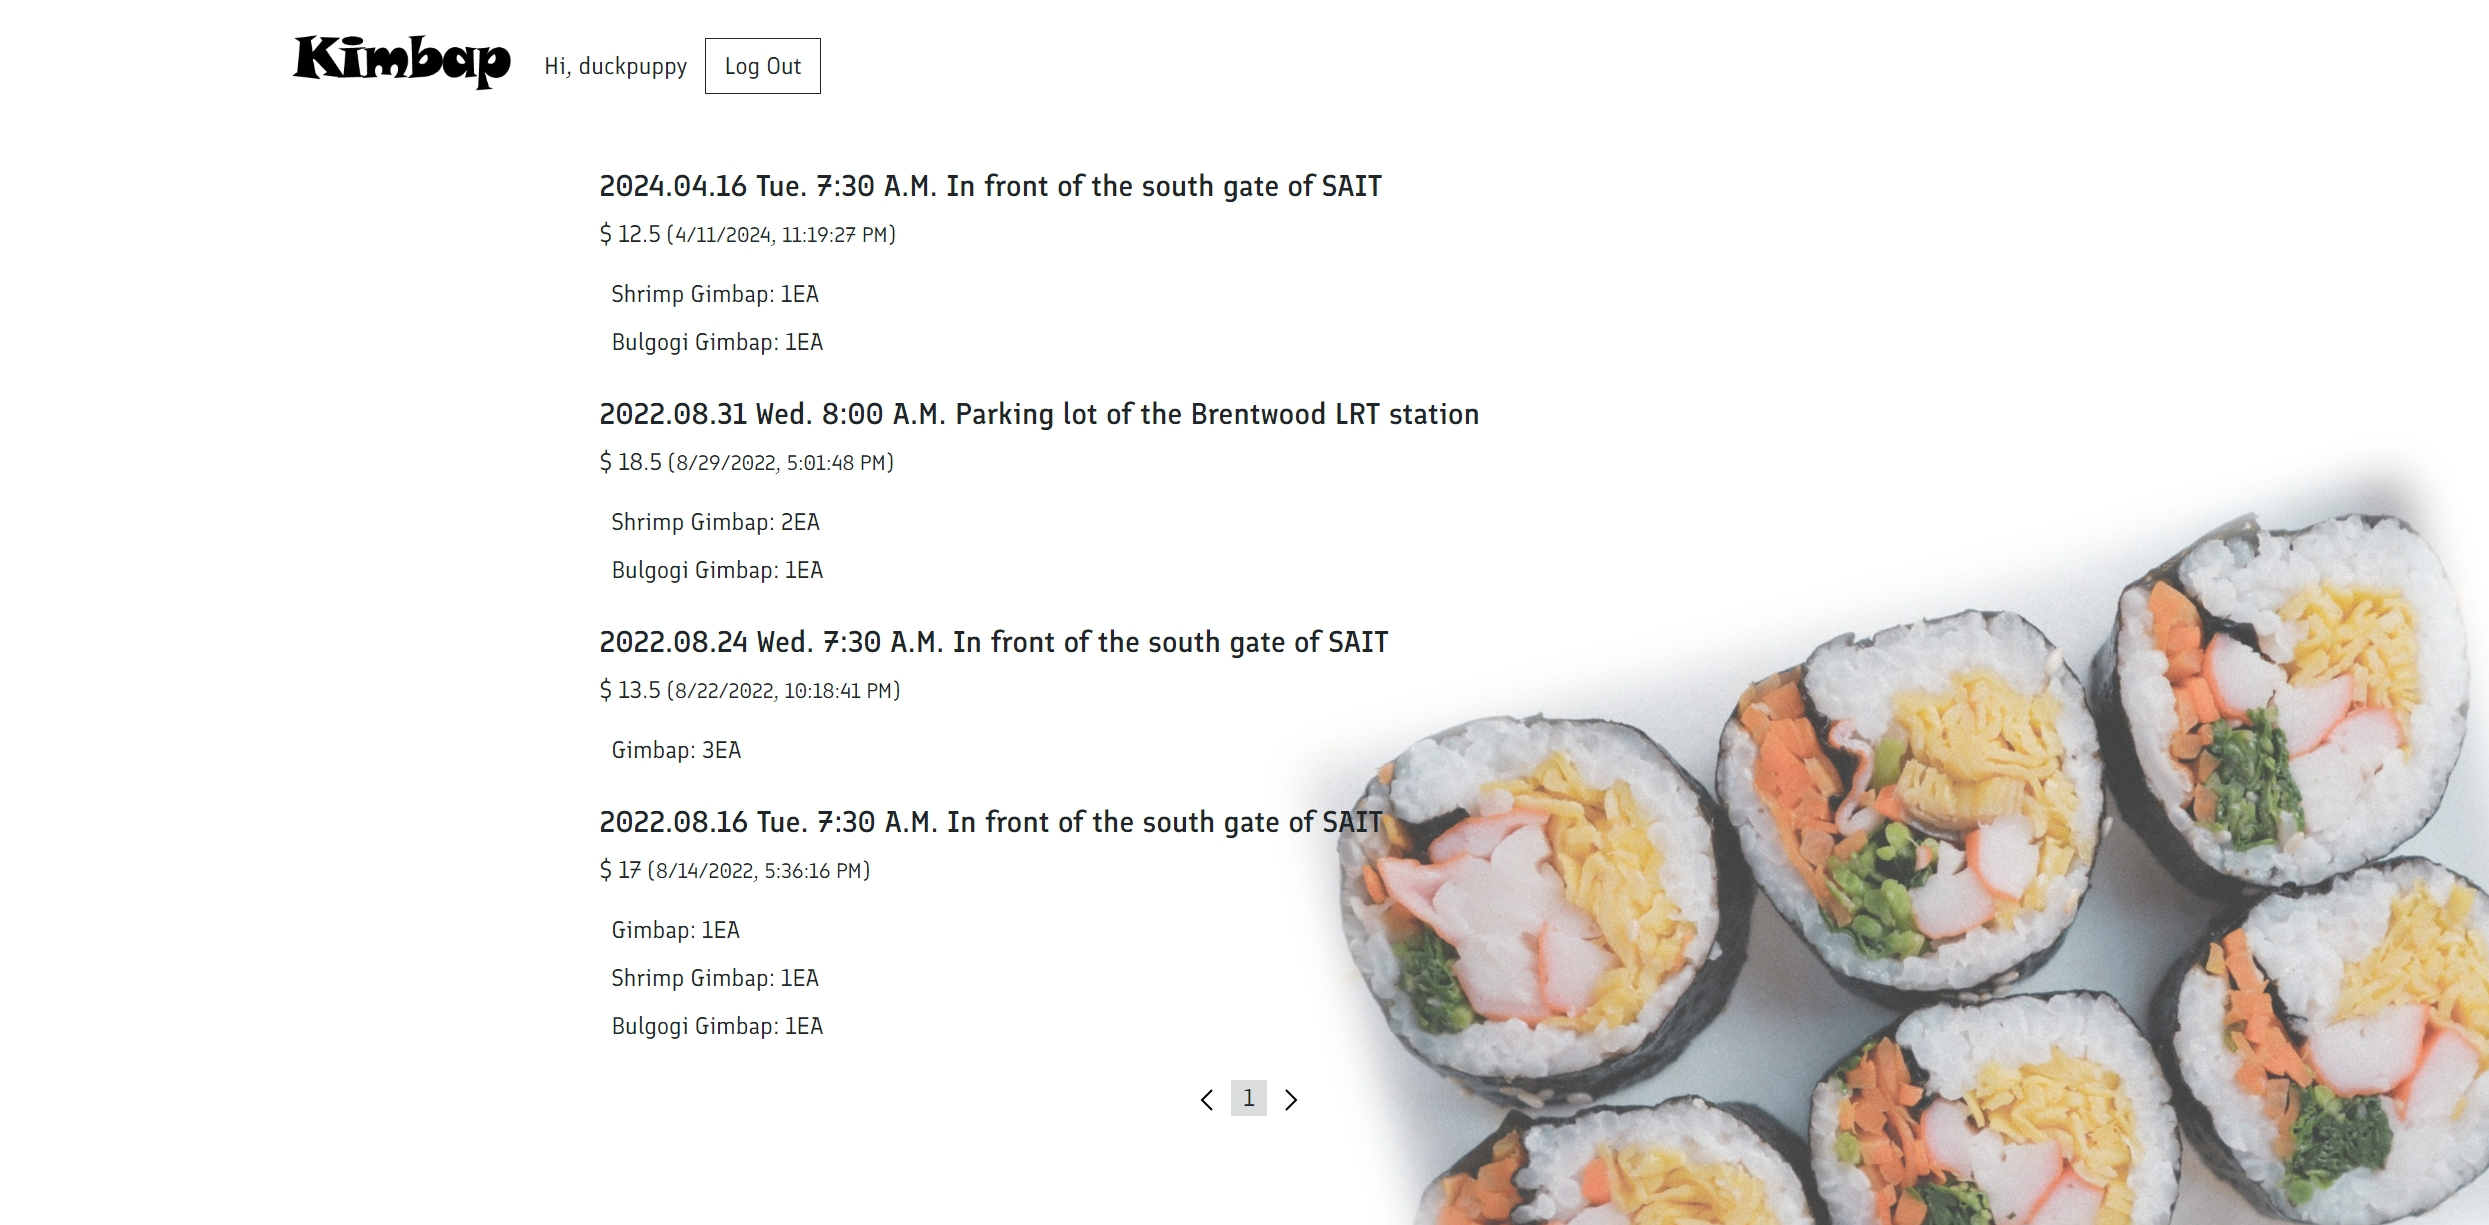 Kimbap
Hi, duckpuppy
Log Out
2024.04.16 Tue. 7:30 A.M. In front of the south gate of SAIT
$ 12.5 (4/11/2024, 11:19:27 PM)
Shrimp Gimbap: 1EA
Bulgogi Gimbap: 1EA
2022.08.31 Wed. 8:00 A.M. Parking lot of the Brentwood LRT station
$ 18.5 (8/29/2022, 5:01:48 PM)
Shrimp Gimbap: 2EA
Bulgogi Gimbap: 1EA
2022.08.24 Wed. 7:30 A.M. In front of the south gate of SAIT
$ 13.5 (8/22/2022, 10:18:41 PM)
Gimbap: 3EA
2022.08.16 Tue. 7:30 A.M. In front of the south gate of SAIT
$ 17 (8/14/2022, 5:36:16 PM)
Gimbap: 1EA
Shrimp Gimbap: 1EA
Bulgogi Gimbap: 1EA
1